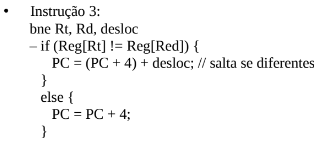 • Instrução 3:
bne Rt, Rd, desloc
– if (Reg[Rt] != Reg[Red]) {
PC = (PC + 4) + desloc; // salta se diferentes
}
else {
PC = PC + 4;
}